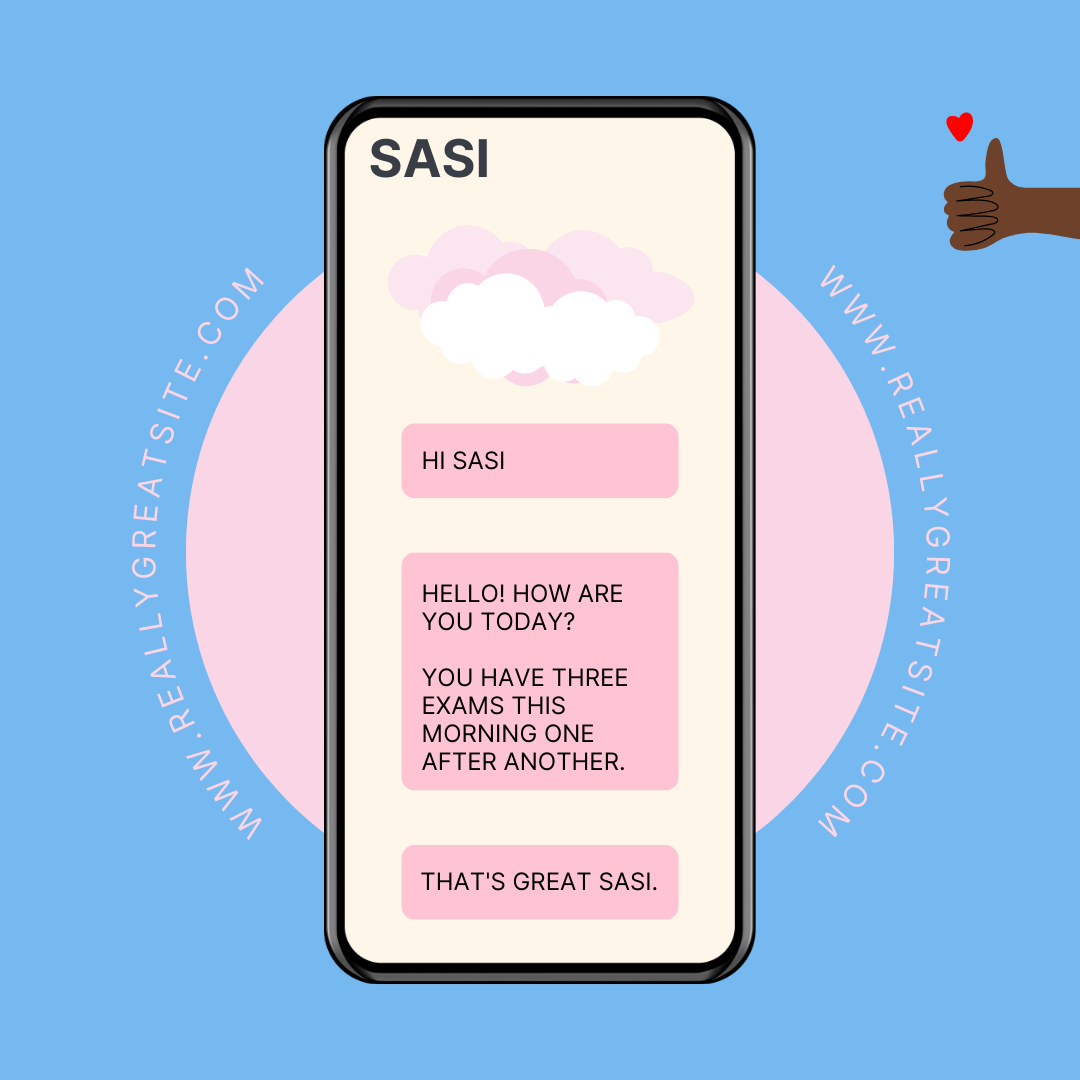 SASI
WWW.REALLYGREATSITE.COM
WWW.REALLYGREATSITE.COM
HI SASI
HELLO! HOW ARE
YOU TODAY?
YOU HAVE THREE
EXAMS THIS
MORNING ONE
AFTER ANOTHER.
THAT'S GREAT SASI.